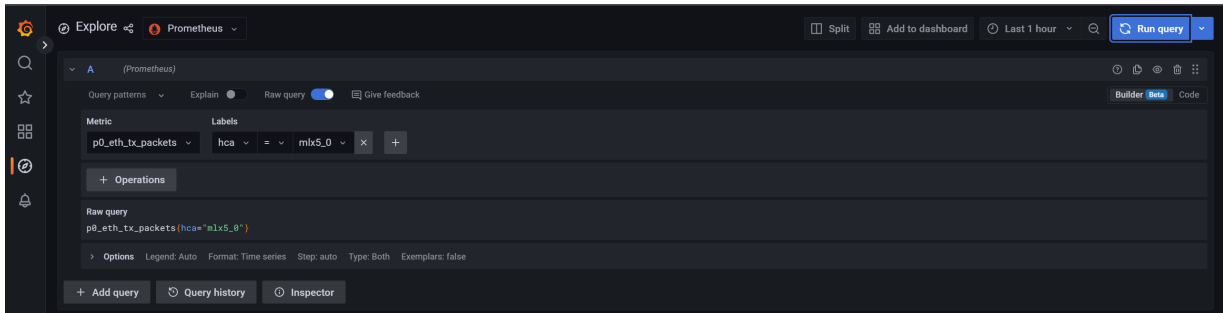 Explore Prometheus Split Add to dashboard Last 1 hour Run query
A (Prometheus)
Query patterns Explain Raw query Give feedback Builder Beta Code
Metric Labels
p0_eth_tx_packets hca = mlx5_0 × +
+ Operations
Raw query
p0_eth_tx_packets{hca="mlx5_0"}
> Options Legend: Auto Format: Time series Step: auto Type: Both Exemplars: false
+ Add query Query history Inspector